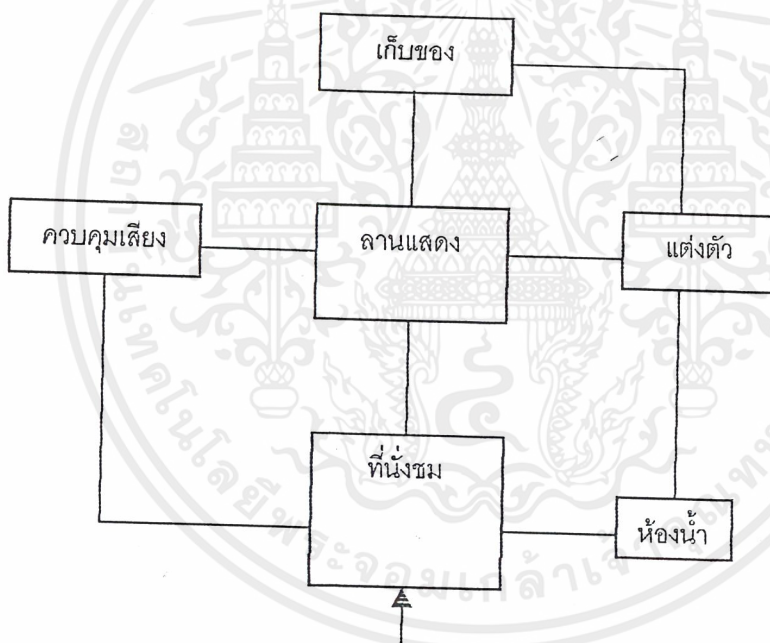 เก็บของ
ควบคุมเสียง
ลานแสดง
แต่งตัว
ที่นั่งชม
ห้องน้ำ